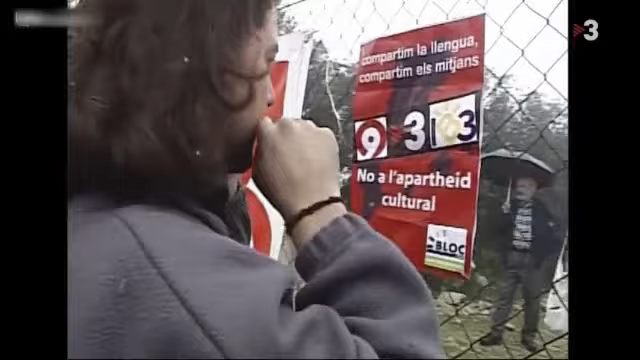 3
compartim la llengua,
compartim els mitjans
9 3 3
No a l'apartheid
cultural
BLOC